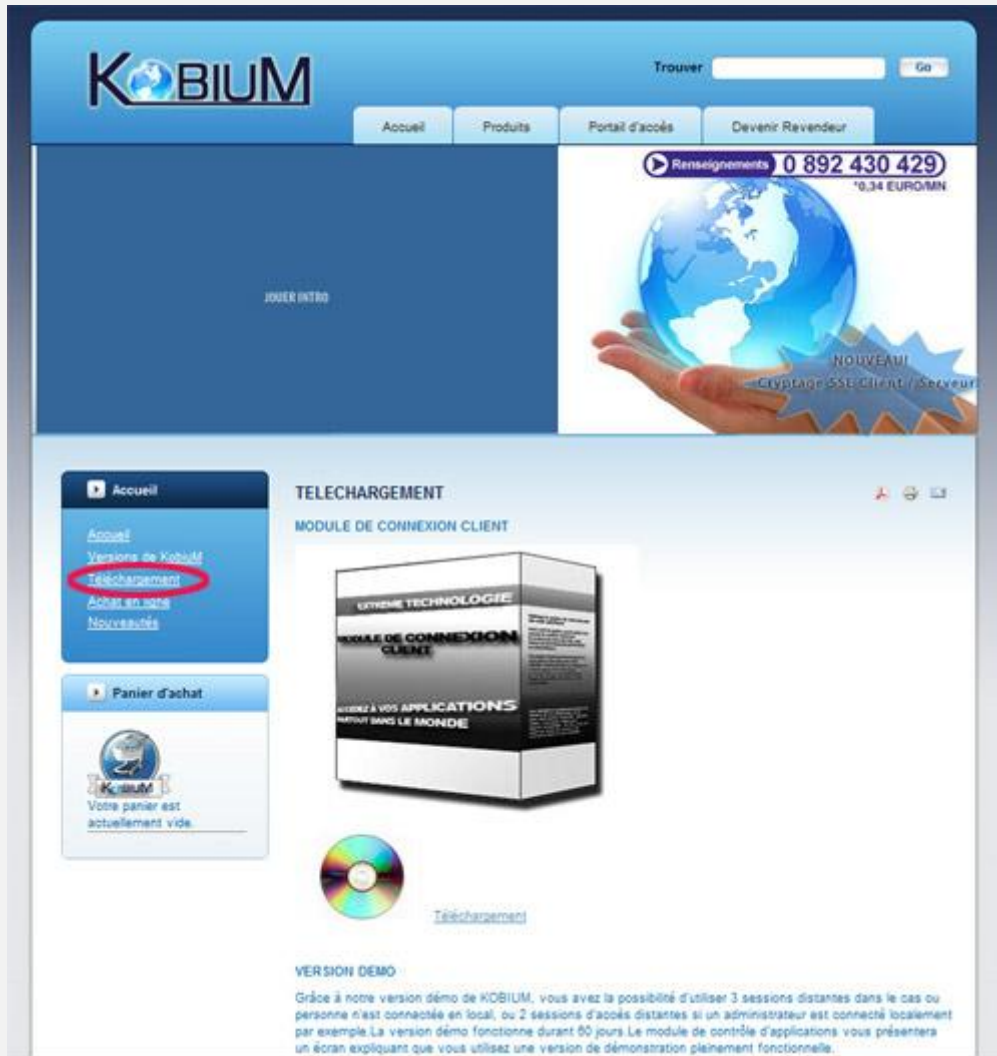 KOBIUM
Trouver
Go
Accueil
Produits
Portail d'accès
Devenir Revendeur
Renseignements 0 892 430 429
*0,34 EURO/MN
JOUER INTRO
NOUVEAU!
Cryptage SSL Client / Serveur
Accueil
Accueil
Versions de KobiuM
Téléchargement
Achat en ligne
Nouveautés
TELECHARGEMENT
MODULE DE CONNEXION CLIENT
EXTREME TECHNOLOGIE
MODULE DE CONNEXION
CLIENT
ACCEDEZ À VOS APPLICATIONS
PARTOUT DANS LE MONDE
Panier d'achat
KOBIUM
Votre panier est
actuellement vide.
Téléchargement
VERSION DEMO
Grâce à notre version démo de KOBIUM, vous avez la possibilité d'utiliser 3 sessions distantes dans le cas ou
personne n'est connectée en local, ou 2 sessions d'accès distantes si un administrateur est connecté localement
par exemple.La version démo fonctionne durant 60 jours.Le module de contrôle d'applications vous présentera
un écran expliquant que vous utilisez une version de démonstration pleinement fonctionnelle.